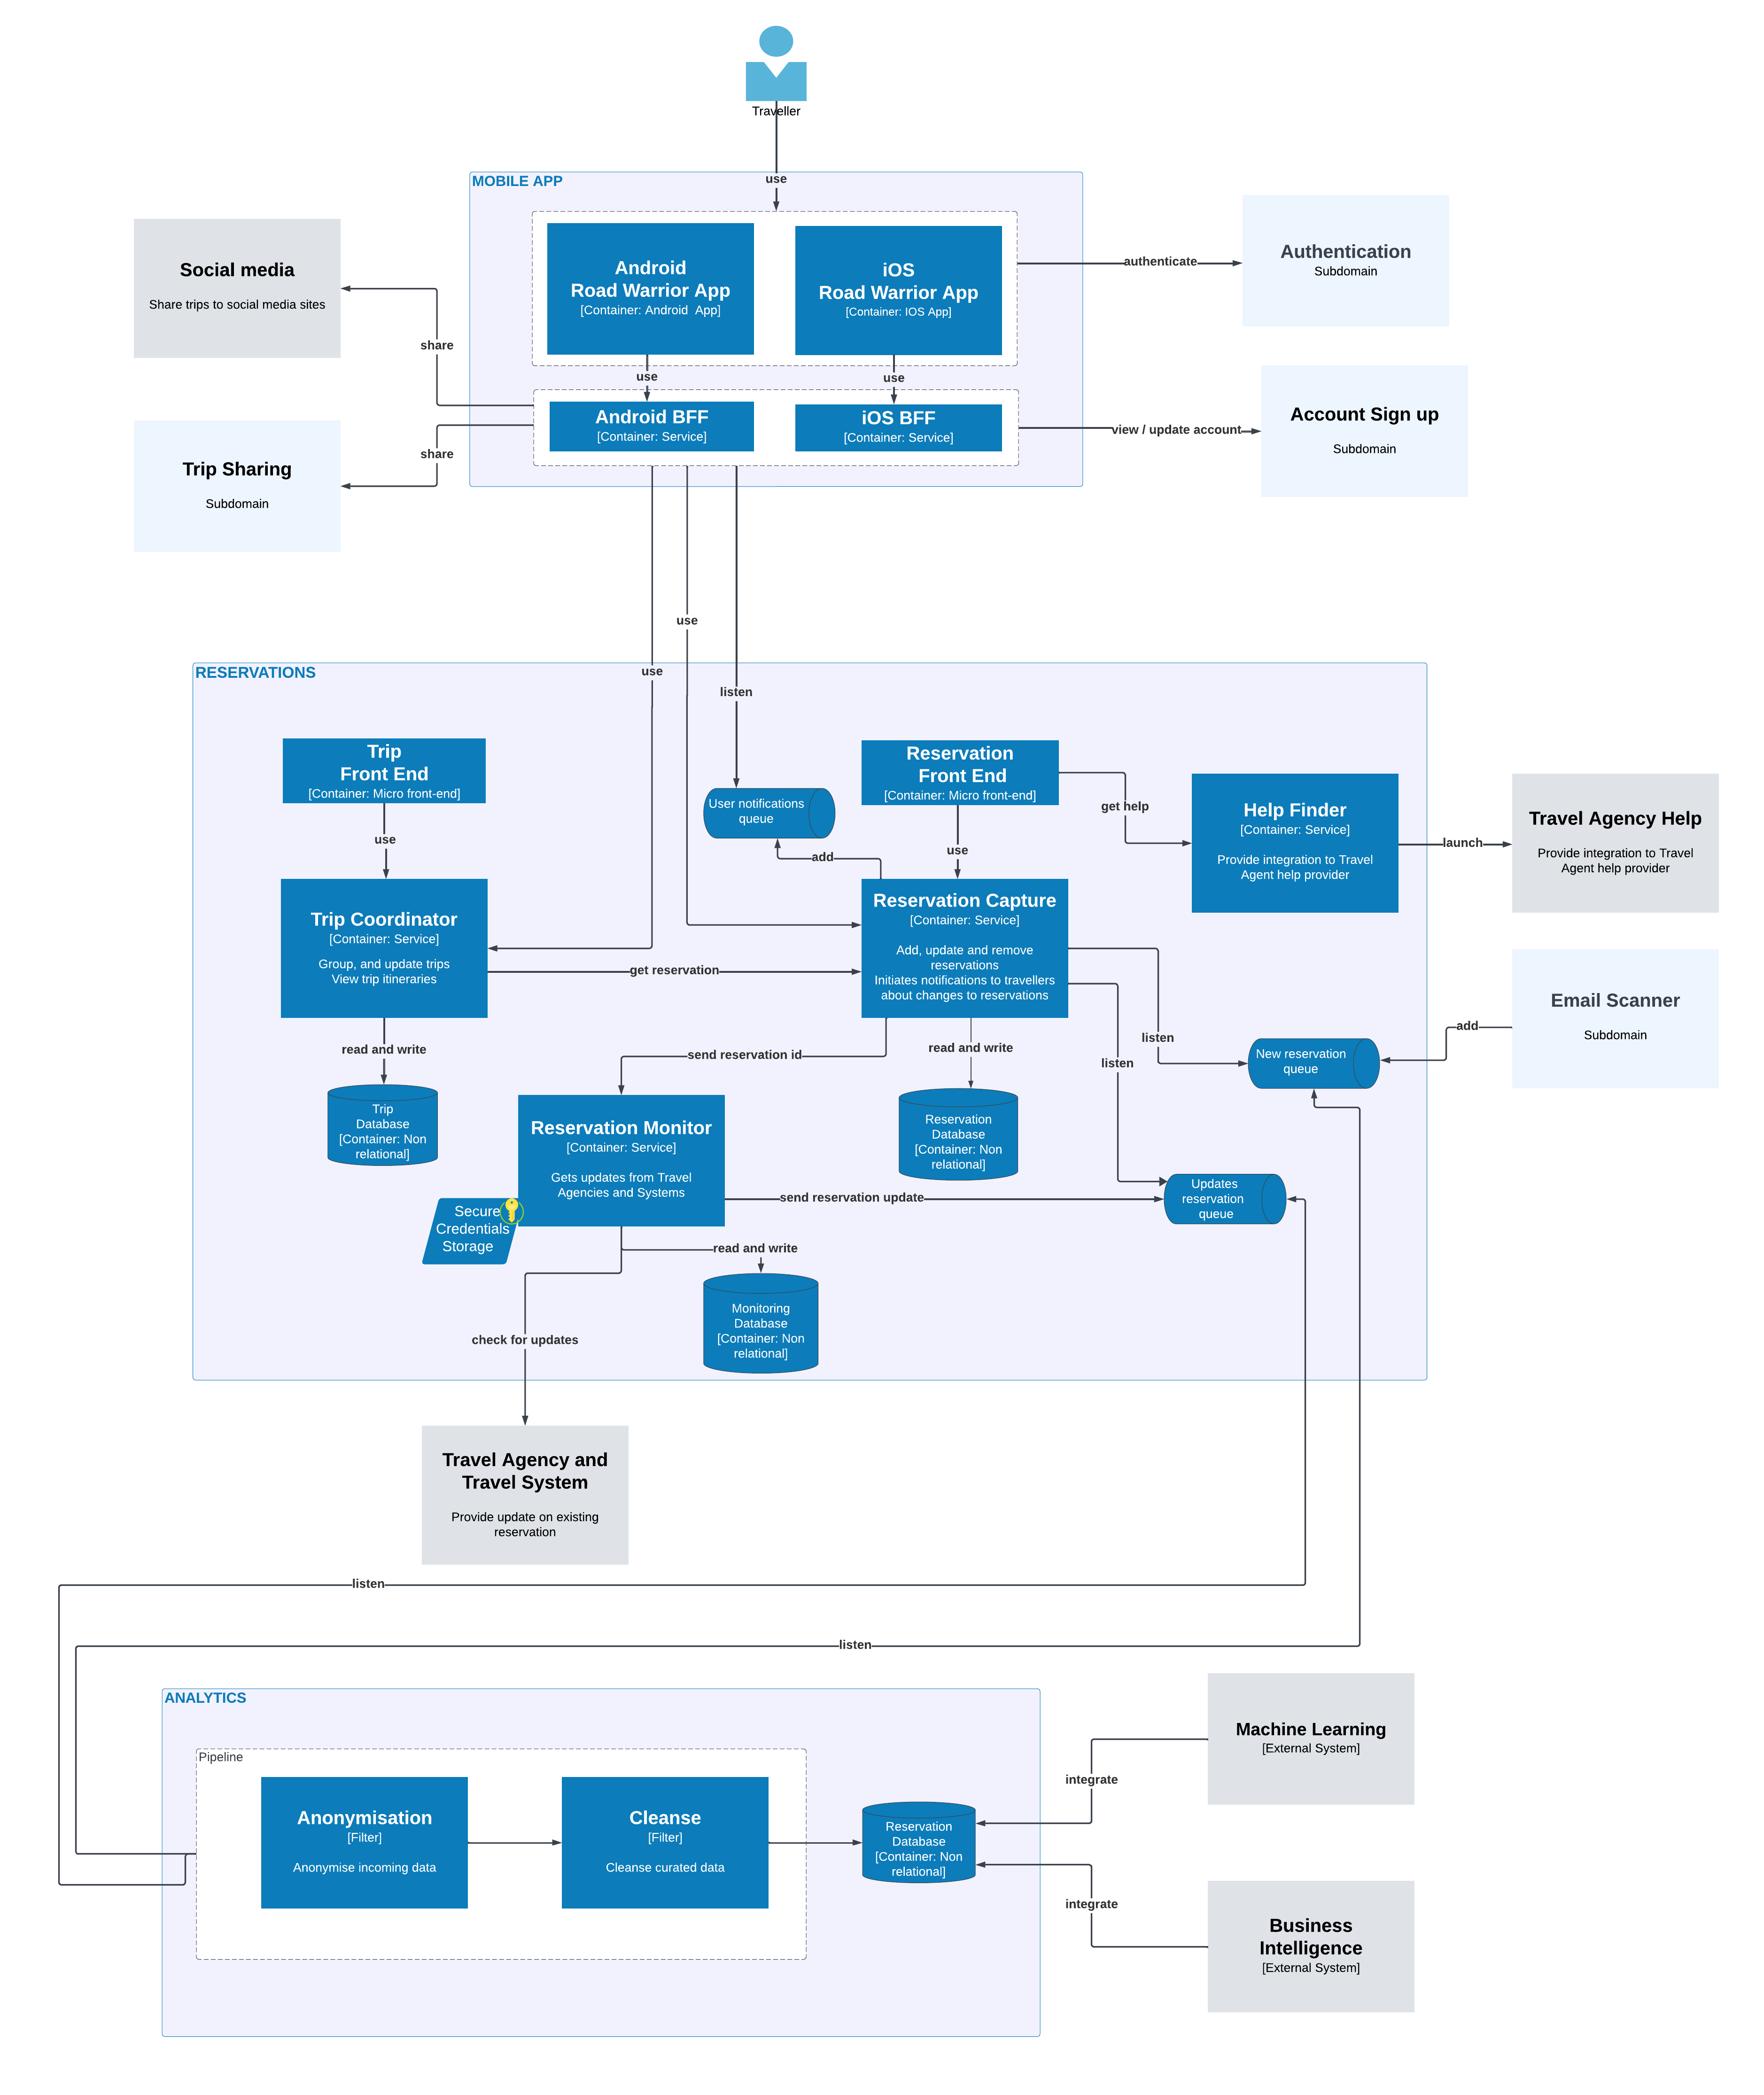 Traveller
use
MOBILE APP
Android
Road Warrior App
[Container: Android  App]
iOS
Road Warrior App
[Container: IOS App]
authenticate
Authentication
Subdomain
Social media
Share trips to social media sites
share
use
use
Android BFF
[Container: Service]
iOS BFF
[Container: Service]
view / update account
Account Sign up
Subdomain
share
Trip Sharing
Subdomain
use
use
listen
RESERVATIONS
Trip
Front End
[Container: Micro front-end]
User notifications
queue
Reservation
Front End
[Container: Micro front-end]
get help
Help Finder
[Container: Service]
Provide integration to Travel
Agent help provider
launch
Travel Agency Help
Provide integration to Travel
Agent help provider
use
add
use
Trip Coordinator
[Container: Service]
Group, and update trips
View trip itineraries
get reservation
Reservation Capture
[Container: Service]
Add, update and remove
reservations
Initiates notifications to travellers
about changes to reservations
Email Scanner
Subdomain
add
listen
listen
New reservation
queue
read and write
send reservation id
read and write
Trip
Database
[Container: Non
relational]
Reservation Monitor
[Container: Service]
Gets updates from Travel
Agencies and Systems
Reservation
Database
[Container: Non
relational]
send reservation update
Updates
reservation
queue
Secure
Credentials
Storage
read and write
Monitoring
Database
[Container: Non
relational]
check for updates
Travel Agency and
Travel System
Provide update on existing
reservation
listen
listen
ANALYTICS
Pipeline
Anonymisation
[Filter]
Anonymise incoming data
Cleanse
[Filter]
Cleanse curated data
Reservation
Database
[Container: Non
relational]
Machine Learning
[External System]
integrate
integrate
Business
Intelligence
[External System]